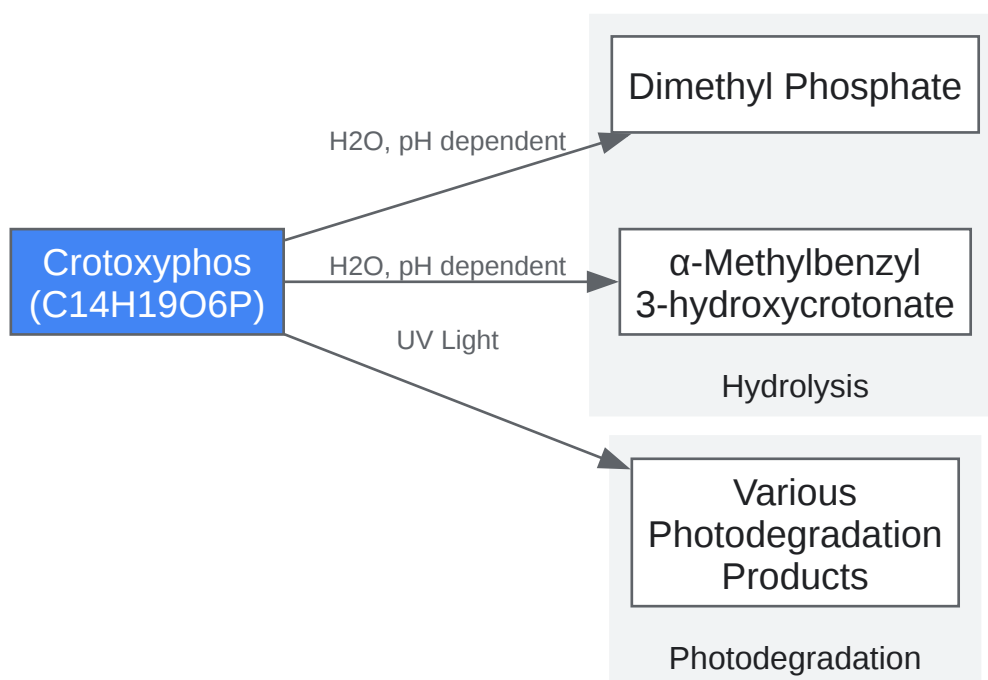 Dimethyl Phosphate
H2O, pH dependent
Crotoxyphos
(C14H19O6P)
H2O, pH dependent
α-Methylbenzyl
3-hydroxycrotonate
UV Light
Hydrolysis
Various
Photodegradation
Products
Photodegradation